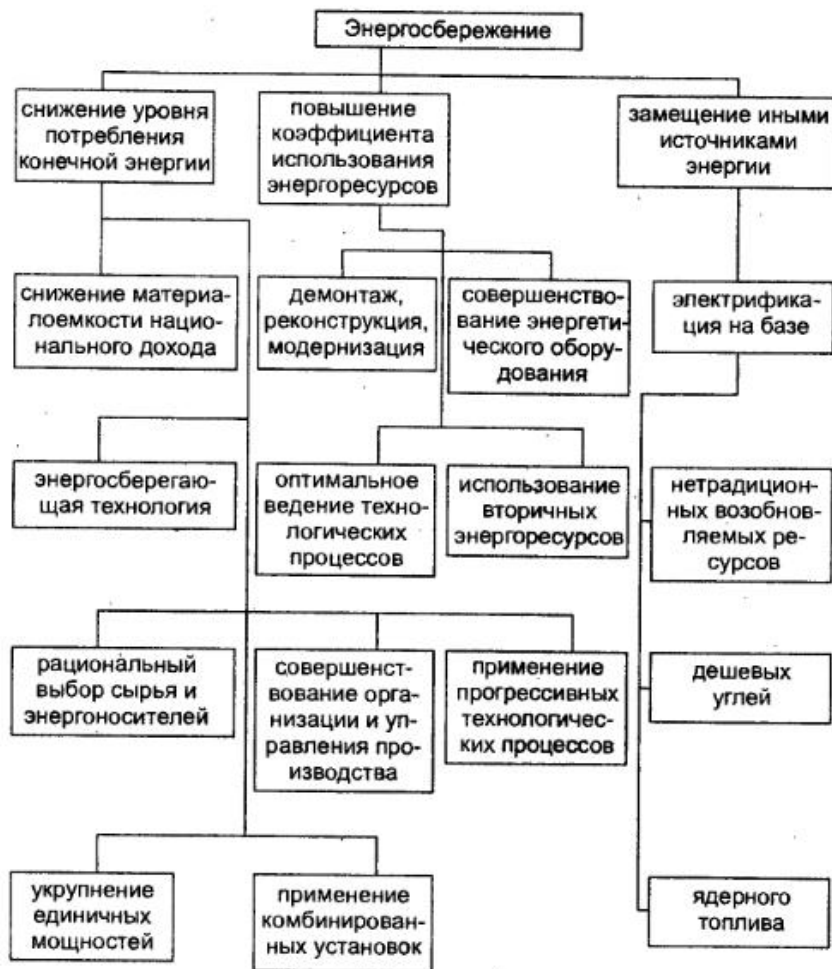 Энергосбережение
снижение уровня
потребления
конечной энергии
повышение
коэффициента
использования
энергоресурсов
замещение иными
источниками
энергии
снижение материа-
лоемкости нацио-
нального дохода
демонтаж,
реконструкция,
модернизация
совершенство-
вание энергети-
ческого обору-
дования
электрифика-
ция на базе
энергосберегаю-
щая технология
оптимальное
ведение техно-
логических
процессов
использование
вторичных
энергоресурсов
нетрадицион-
ных возобнов-
ляемых ре-
сурсов
рациональный
выбор сырья и
энергоносителей
совершенст-
вование орга-
низации и уп-
равления про-
изводства
применение
прогрессивных
технологичес-
ких процессов
дешевых
углей
укрупнение
единичных
мощностей
применение
комбинирован-
ных установок
ядерного
топлива